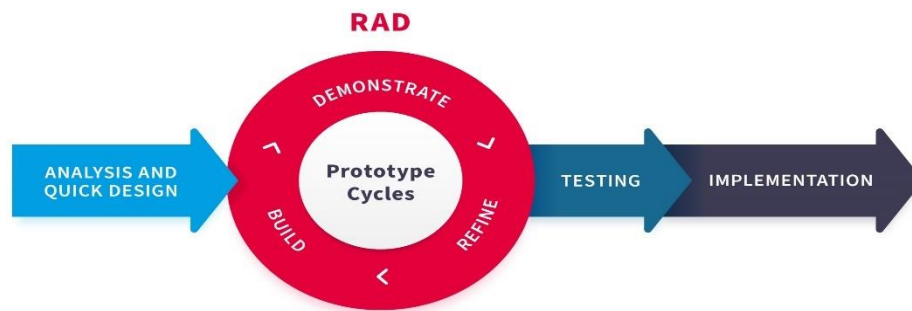 RAD
DEMONSTRATE
ANALYSIS AND
QUICK DESIGN
Prototype
Cycles
BUILD
REFINE
TESTING
IMPLEMENTATION